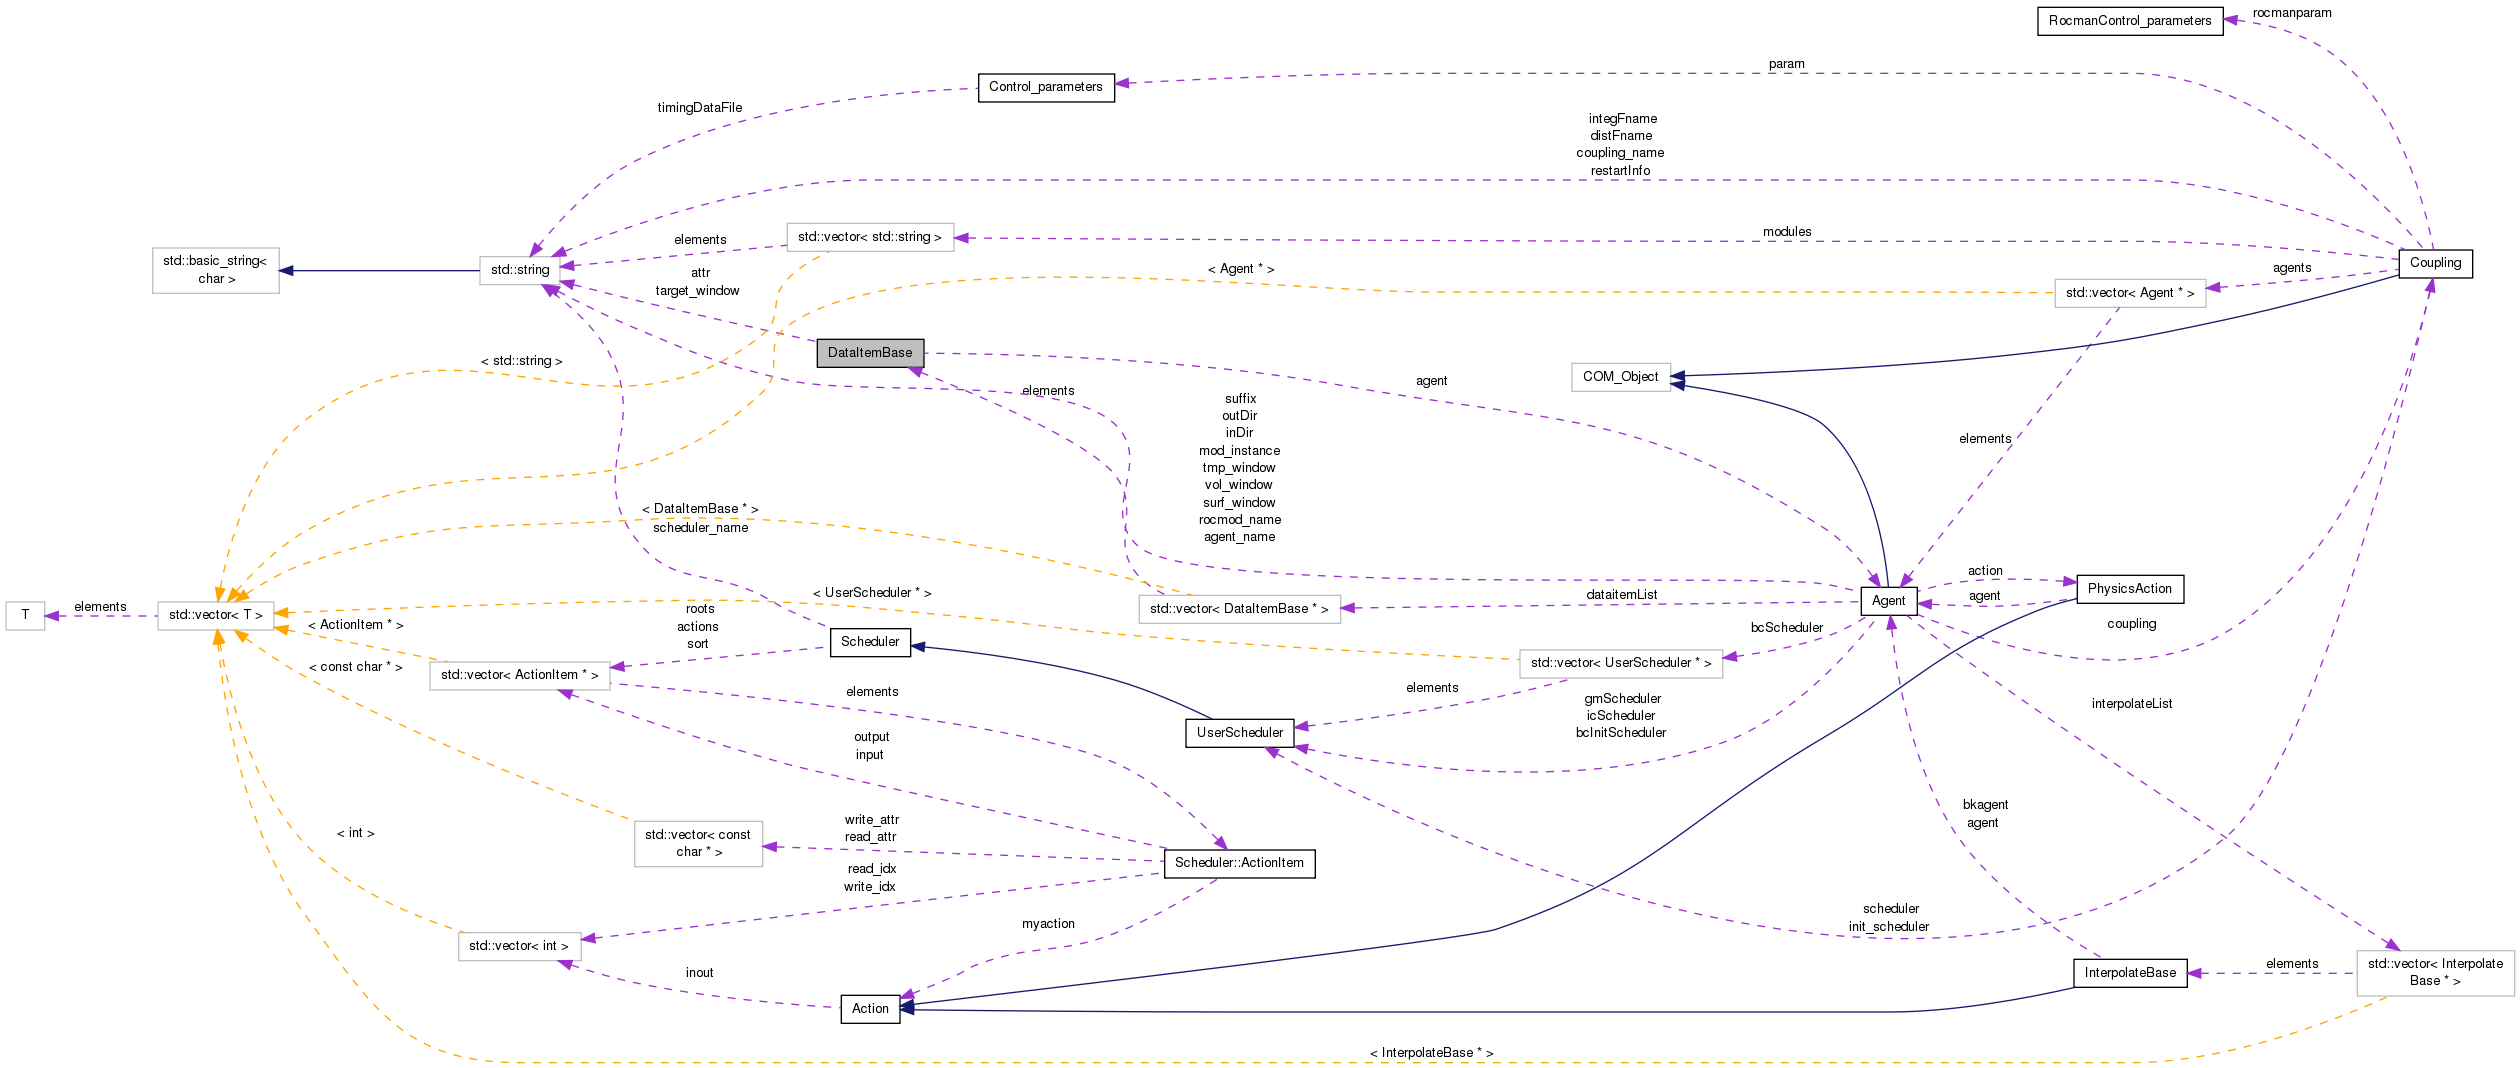 rocmanparam
RocmanControl_parameters
param
Control_parameters
timingDataFile
integFname
distFname
coupling_name
restartInfo
modules
std::vector< std::string >
elements
std::basic_string<
char >
std::string
attr
target_window
< Agent * >
agents
Coupling
std::vector< Agent * >
DataItemBase
< std::string >
COM_Object
agent
elements
suffix
outDir
inDir
mod_instance
tmp_window
vol_window
surf_window
rocmod_name
agent_name
elements
< DataItemBase * >
scheduler_name
action
PhysicsAction
agent
Agent
dataitemList
std::vector< DataItemBase * >
< UserScheduler * >
T
elements
std::vector< T >
roots
actions
sort
< ActionItem * >
Scheduler
bcScheduler
coupling
< const char * >
std::vector< ActionItem * >
std::vector< UserScheduler * >
elements
elements
gmScheduler
icScheduler
bcInitScheduler
interpolateList
UserScheduler
output
input
bkagent
agent
< int >
std::vector< const
char * >
write_attr
read_attr
Scheduler::ActionItem
read_idx
write_idx
myaction
scheduler
init_scheduler
std::vector< int >
inout
InterpolateBase
elements
std::vector< Interpolate
Base * >
Action
< InterpolateBase * >